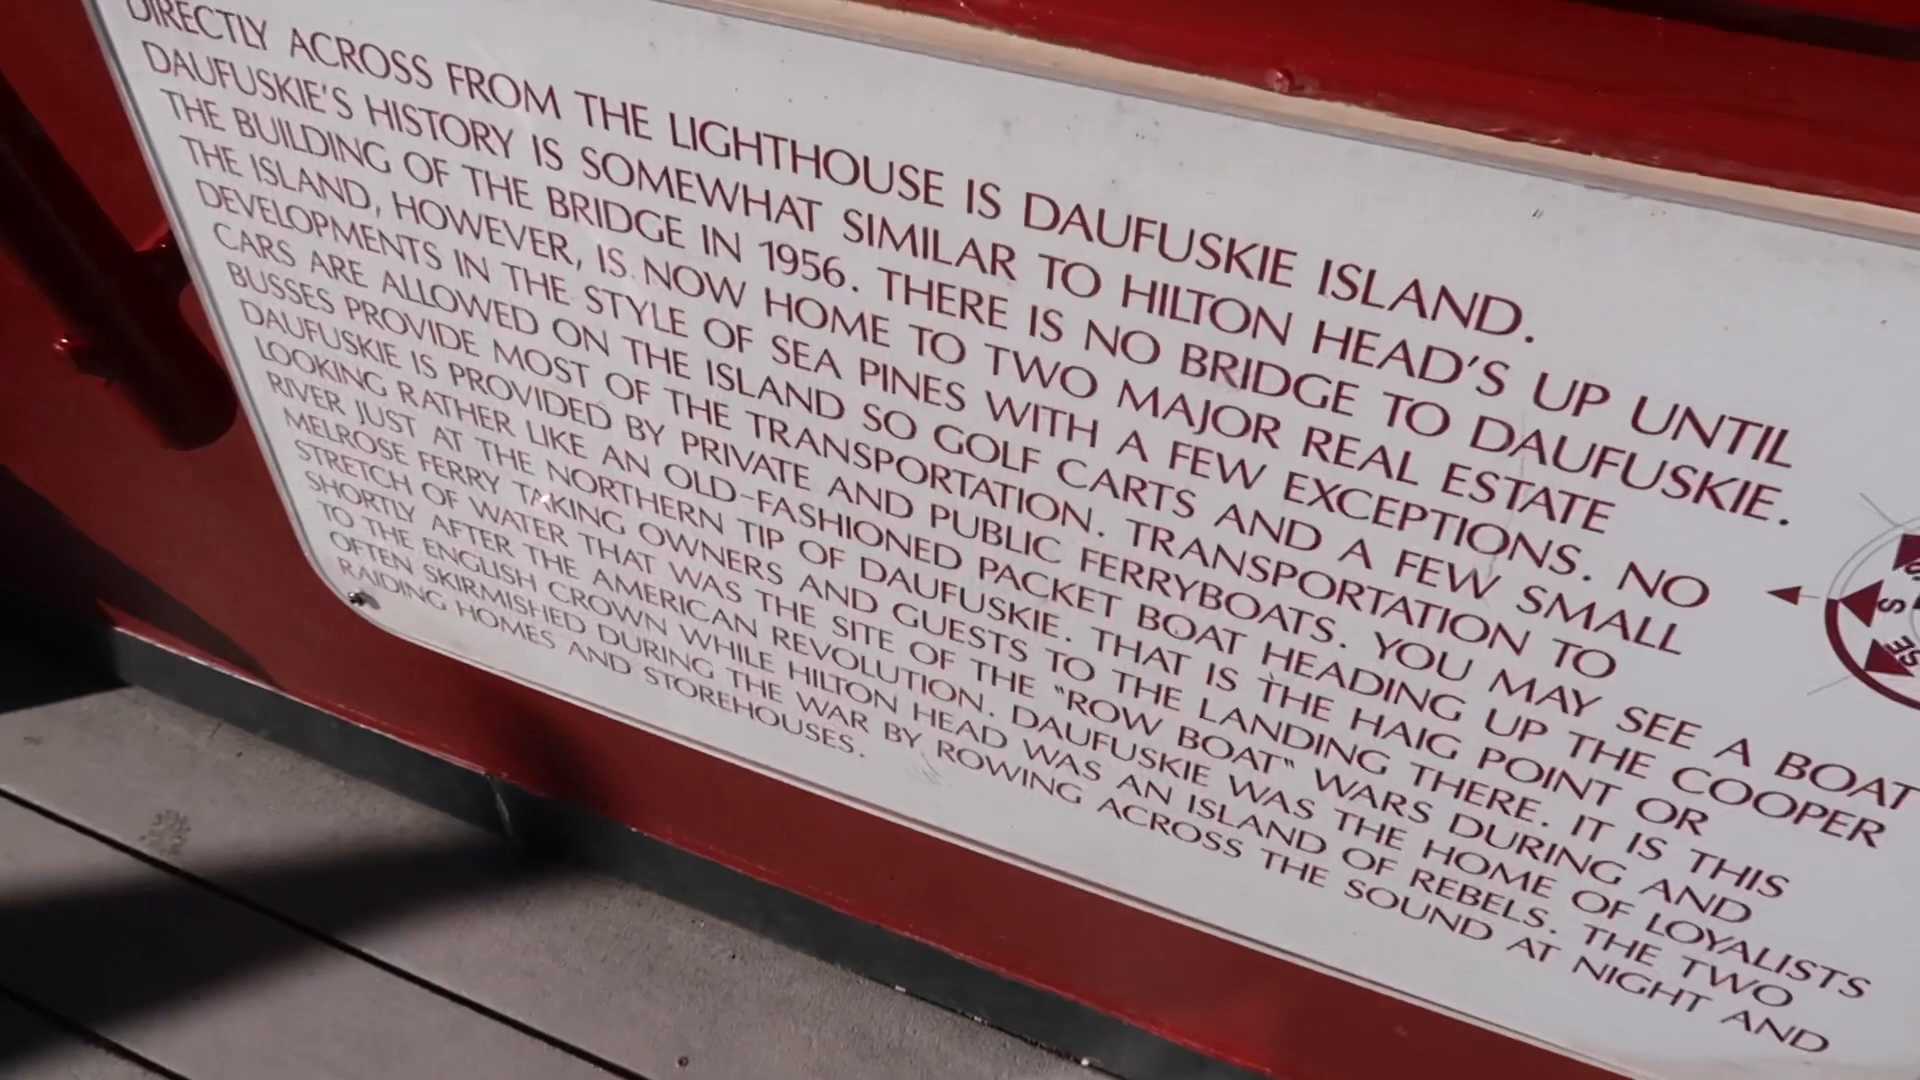 DIRECTLY ACROSS FROM THE LIGHTHOUSE IS DAUFUSKIE ISLAND.
DAUFUSKIE'S HISTORY IS SOMEWHAT SIMILAR TO HILTON HEAD'S UP UNTIL
THE BUILDING OF THE BRIDGE IN 1956. THERE IS NO BRIDGE TO DAUFUSKIE.
THE ISLAND, HOWEVER, IS NOW HOME TO TWO MAJOR REAL ESTATE
DEVELOPMENTS IN THE STYLE OF SEA PINES WITH A FEW EXCEPTIONS. NO
CARS ARE ALLOWED ON THE ISLAND SO GOLF CARTS AND A FEW SMALL
BUSSES PROVIDE MOST OF THE TRANSPORTATION. TRANSPORTATION TO
DAUFUSKIE IS PROVIDED BY PRIVATE AND PUBLIC FERRYBOATS. YOU MAY SEE A BOAT
LOOKING RATHER LIKE AN OLD-FASHIONED PACKET BOAT HEADING UP THE COOPER
RIVER JUST AT THE NORTHERN TIP OF DAUFUSKIE. THAT IS THE HAIG POINT OR
MELROSE FERRY TAKING OWNERS AND GUESTS TO THE LANDING THERE. IT IS THIS
STRETCH OF WATER THAT WAS THE SITE OF THE "ROW BOAT" WARS DURING AND
SHORTLY AFTER THE AMERICAN REVOLUTION. DAUFUSKIE WAS THE HOME OF LOYALISTS
TO THE ENGLISH CROWN WHILE HILTON HEAD WAS AN ISLAND OF REBELS. THE TWO
OFTEN SKIRMISHED DURING THE WAR BY ROWING ACROSS THE SOUND AT NIGHT AND
RAIDING HOMES AND STOREHOUSES.
S
SE